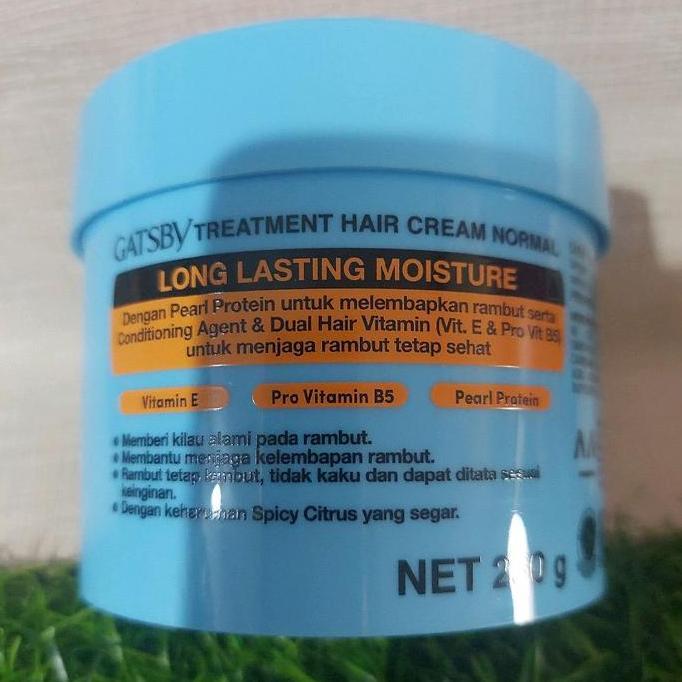 GATSBY TREATMENT HAIR CREAM NORMAL
LONG LASTING MOISTURE
Dengan Pearl Protein untuk melembapkan rambut serta
Conditioning Agent & Dual Hair Vitamin (Vit. E & Pro Vit B5)
untuk menjaga rambut tetap sehat
Vitamin E Pro Vitamin B5 Pearl Protein
• Memberi kilau alami pada rambut.
• Membantu menjaga kelembapan rambut.
• Rambut tetap lembut, tidak kaku dan dapat ditata sesuai
keinginan.
• Dengan keharuman Spicy Citrus yang segar.
NET g